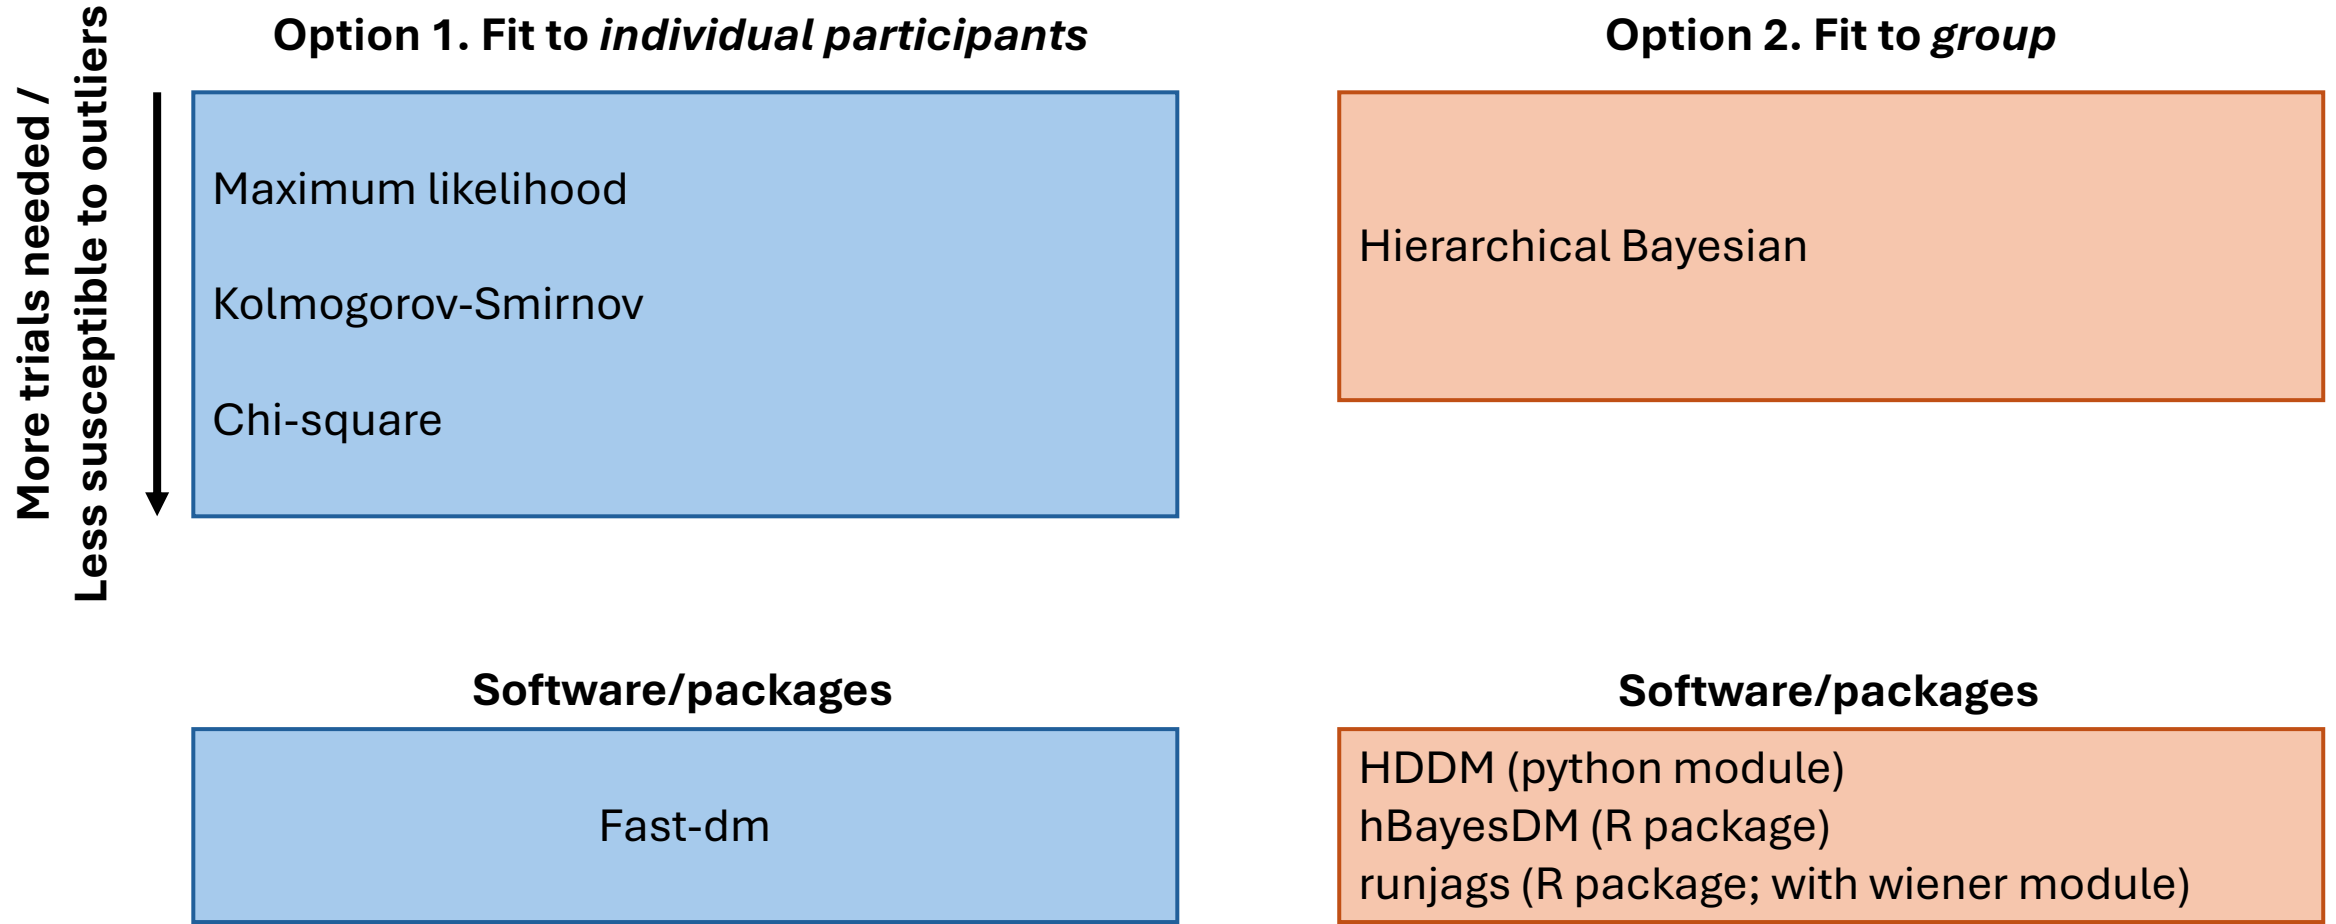 More trials needed /
Less susceptible to outliers
Option 1. Fit to individual participants
Maximum likelihood
Kolmogorov-Smirnov
Chi-square
Software/packages
Fast-dm
Option 2. Fit to group
Hierarchical Bayesian
Software/packages
HDDM (python module)
hBayesDM (R package)
runjags (R package; with wiener module)